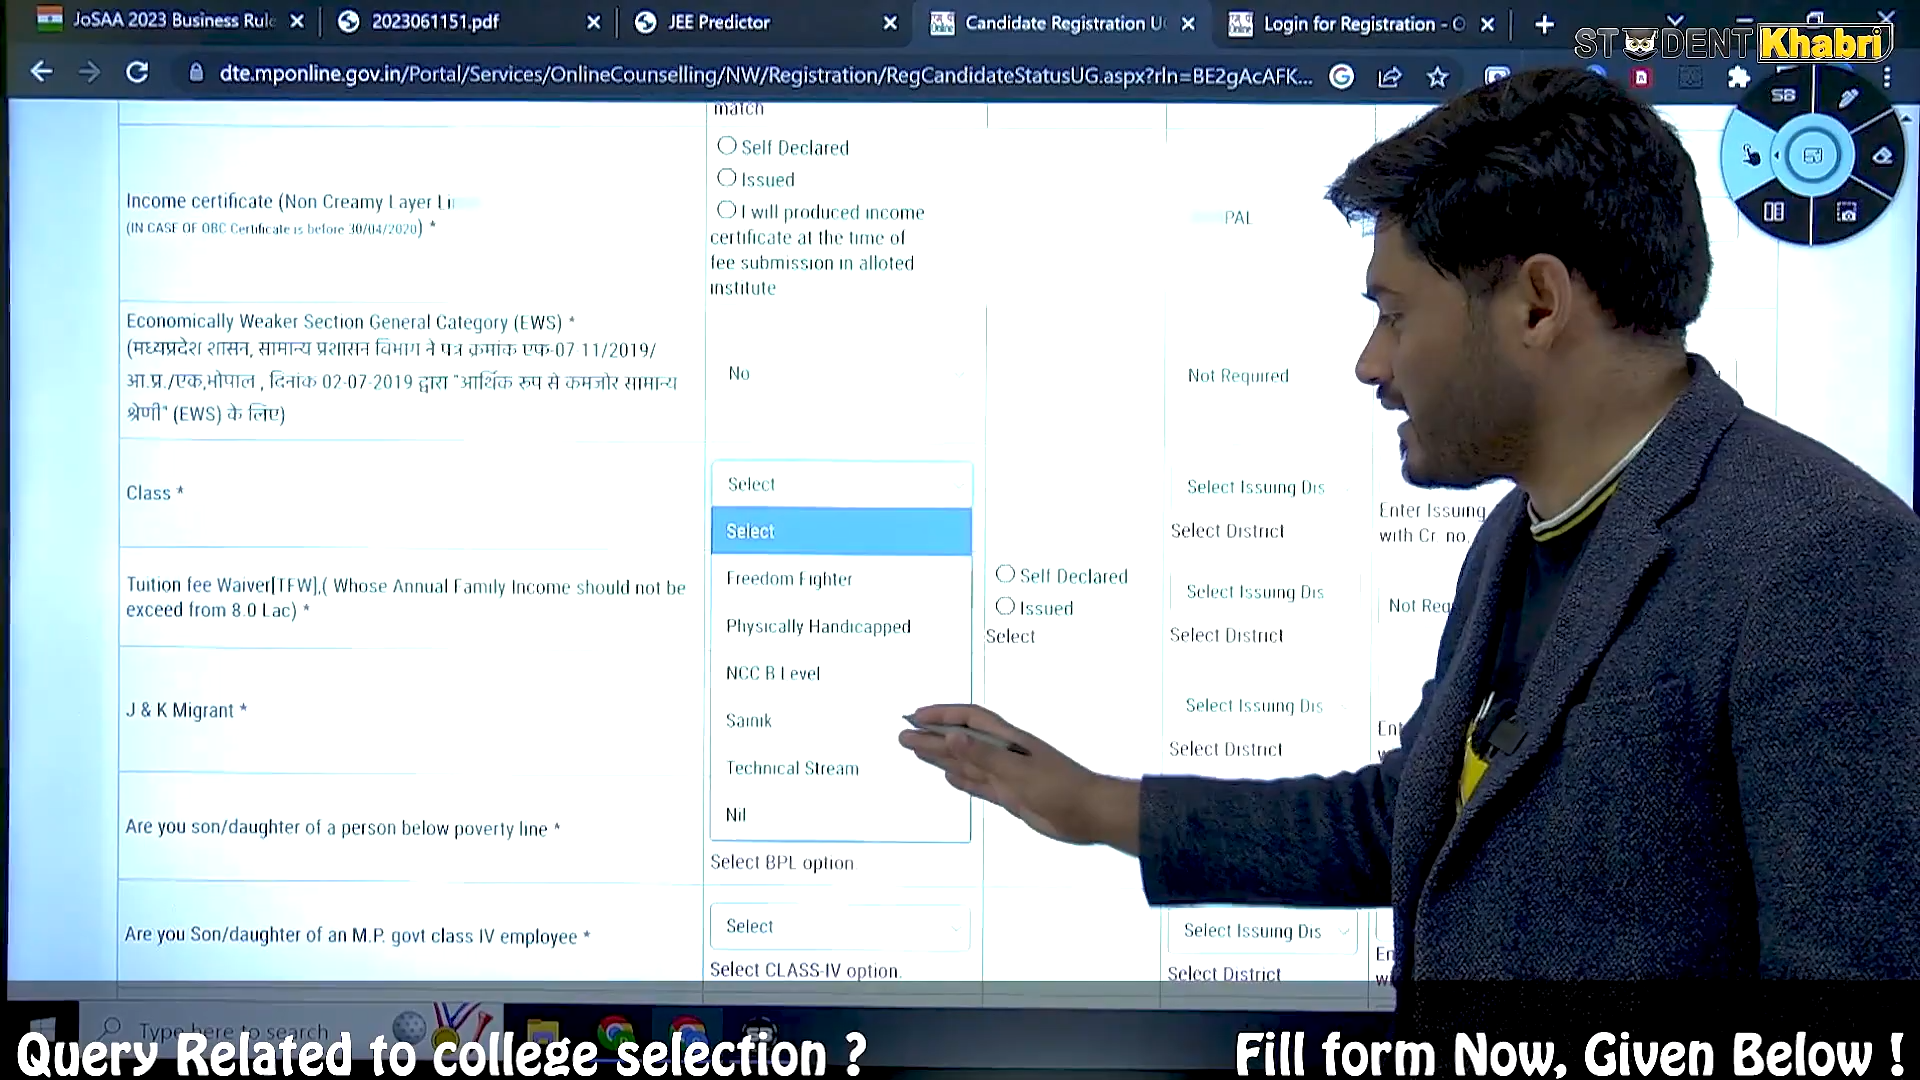 JoSAA 2023 Business Rul
2023061151.pdf
JEE Predictor
Candidate Registration U
Login for Registration -
STUDENT Khabri
dte.mponline.gov.in/Portal/Services/OnlineCounselling/NW/Registration/RegCandidateStatusUG.aspx?rIn=BE2gAcAFK...
SB
match
Self Declared
Issued
Income certificate (Non Creamy Layer Li
(IN CASE OF OBC Certificate is before 30/04/2020) *
I will produced income
certificate at the time of
fee submission in alloted
institute
PAL
Economically Weaker Section General Category (EWS) *
(मध्यप्रदेश शासन, सामान्य प्रशासन विभाग ने पत्र क्रमांक एफ-07 11/2019/
आ.प्र./एक,भोपाल , दिनांक 02-07-2019 द्वारा "आर्थिक रूप से कमजोर सामान्य
श्रेणी" (EWS) के लिए)
No
Not Required
Class *
Select
Select
Freedom Fighter
Physically Handicapped
NCC B Level
Sainik
Technical Stream
Nil
Select Issuing Dis
Select District
Enter Issuing
with Cr no.
Tuition fee Waiver[TFW],( Whose Annual Family Income should not be
exceed from 8.0 Lac) *
Self Declared
Issued
Select
Select Issuing Dis
Select District
Not Req
J & K Migrant *
Select Issuing Dis
Select District
Ent
Are you son/daughter of a person below poverty line *
Select BPL option
Are you Son/daughter of an M.P. govt class IV employee *
Select
Select CLASS-IV option.
Select Issuing Dis
Select District
En
Type here to search
Query Related to college selection ?
Fill form Now, Given Below !